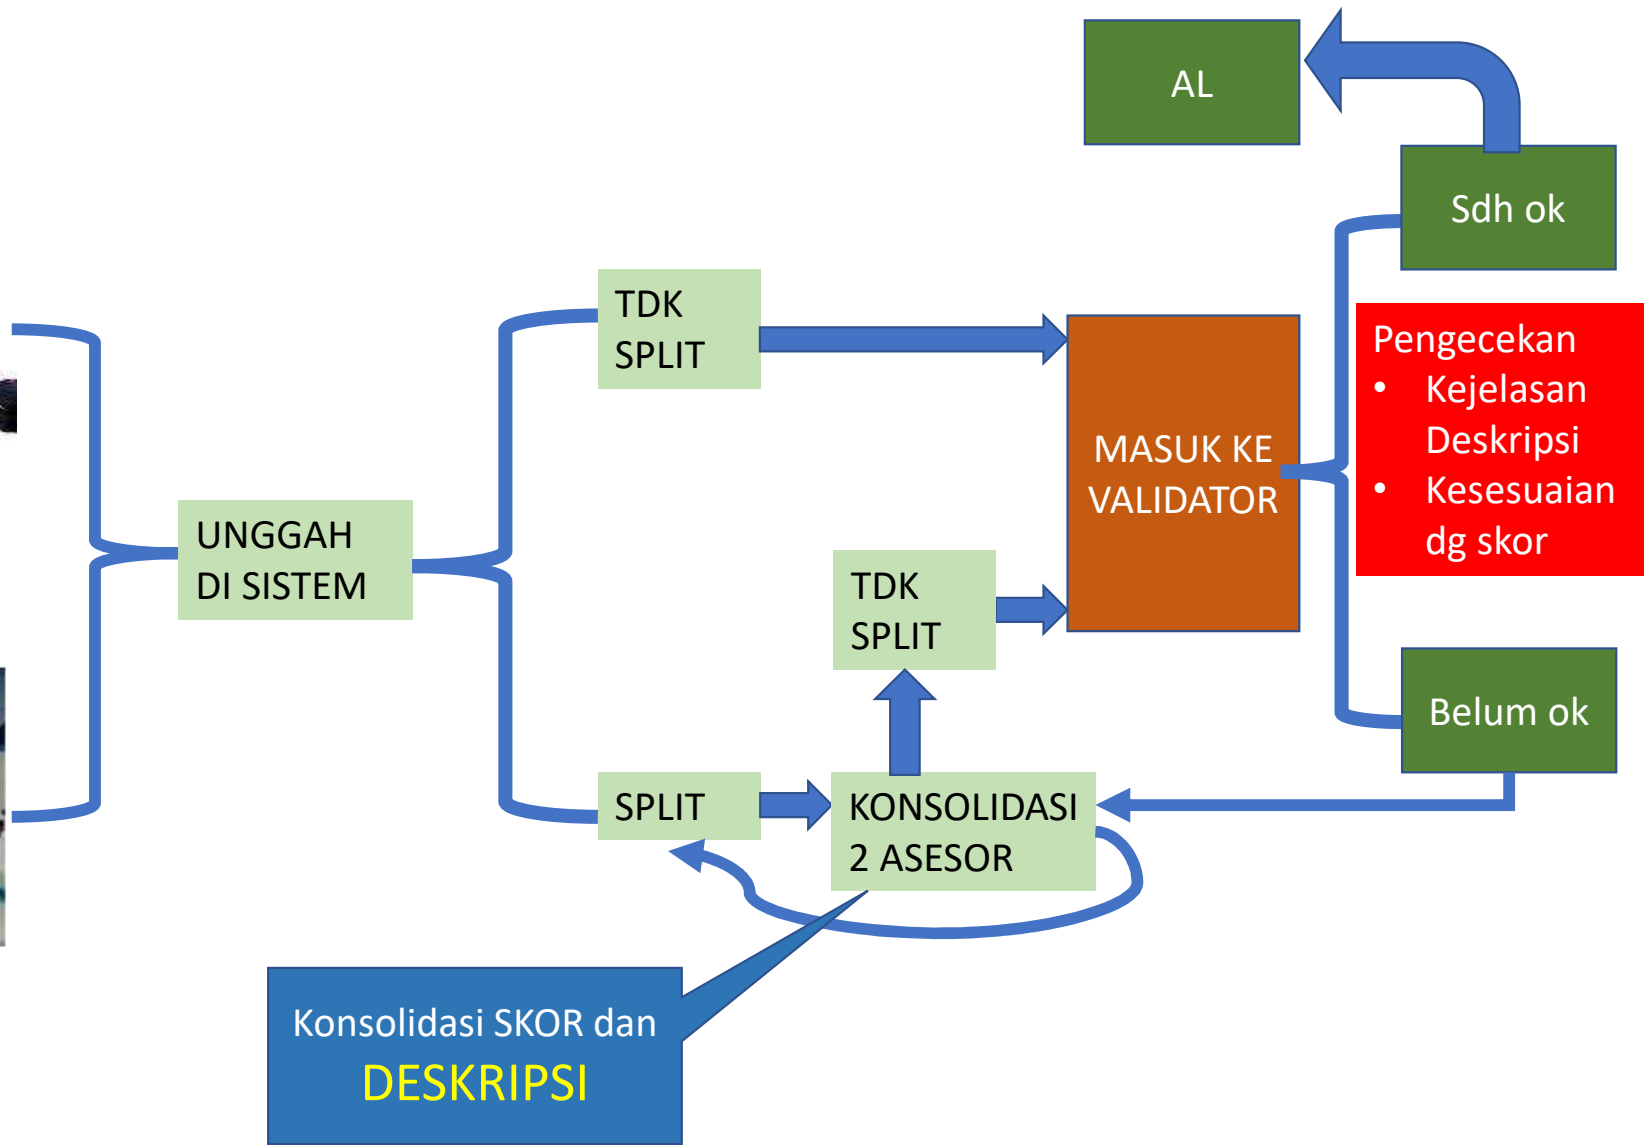 AL
Sdh ok
TDK
SPLIT
Pengecekan
• Kejelasan
Deskripsi
• Kesesuaian
dg skor
MASUK KE
VALIDATOR
UNGGAH
DI SISTEM
TDK
SPLIT
Belum ok
SPLIT
KONSOLIDASI
2 ASESOR
Konsolidasi SKOR dan
DESKRIPSI